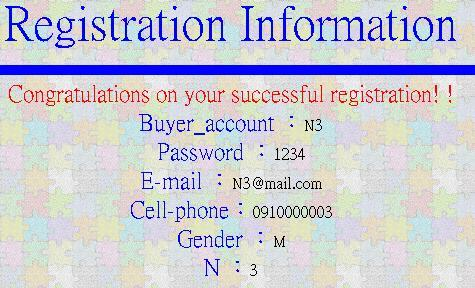 Registration Information
Congratulations on your successful registration! !
Buyer_account : N3
Password : 1234
E-mail : N3@mail.com
Cell-phone : 0910000003
Gender : M
N : 3